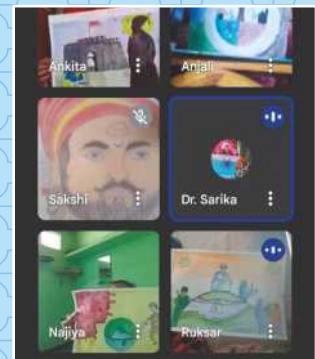 Ankita
Anjali
Sakshi
Dr. Sarika
Najiya
Ruksar